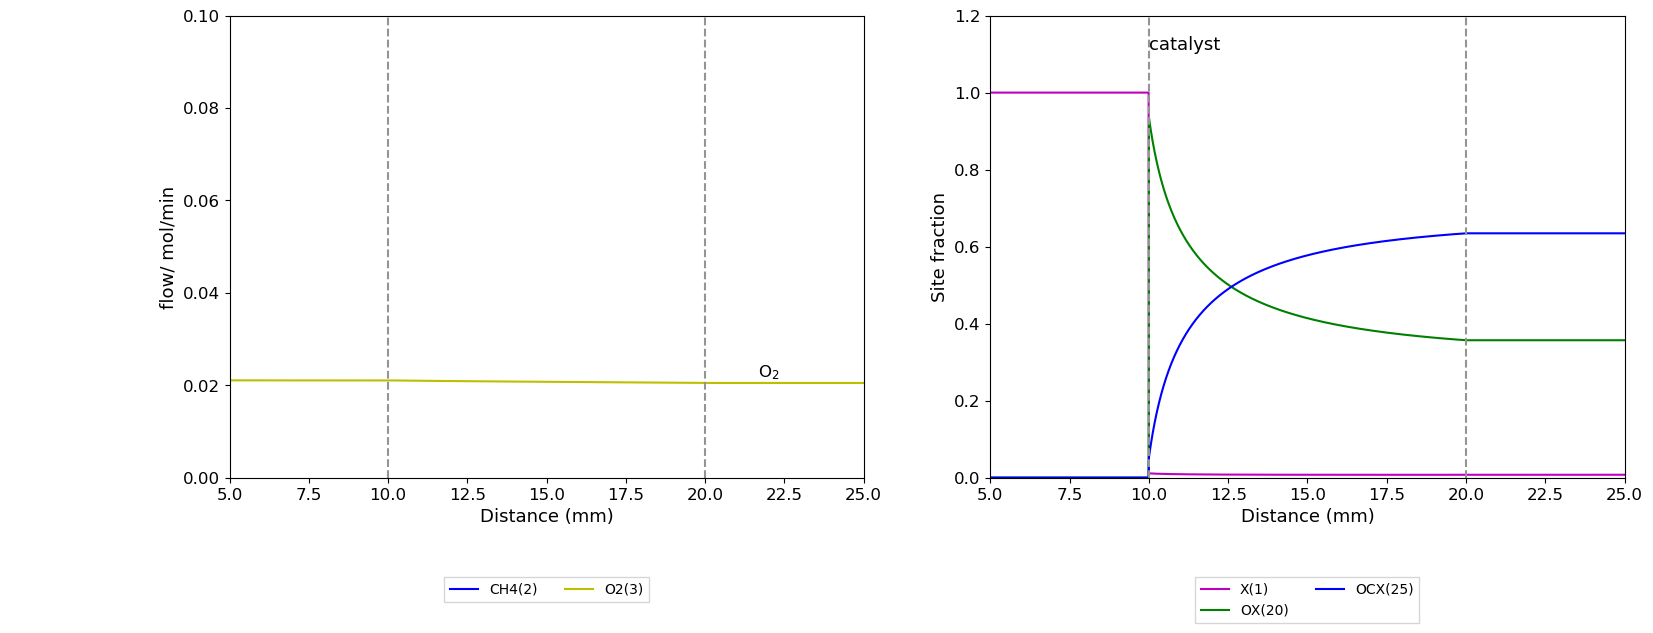 0.10
0.08
0.06
0.04
0.02
0.00
flow/ mol/min
O₂
5.0 7.5 10.0 12.5 15.0 17.5 20.0 22.5 25.0
Distance (mm)
CH4(2) O2(3)
1.2
1.0
0.8
0.6
0.4
0.2
0.0
Site fraction
catalyst
5.0 7.5 10.0 12.5 15.0 17.5 20.0 22.5 25.0
Distance (mm)
X(1) OCX(25)
OX(20)